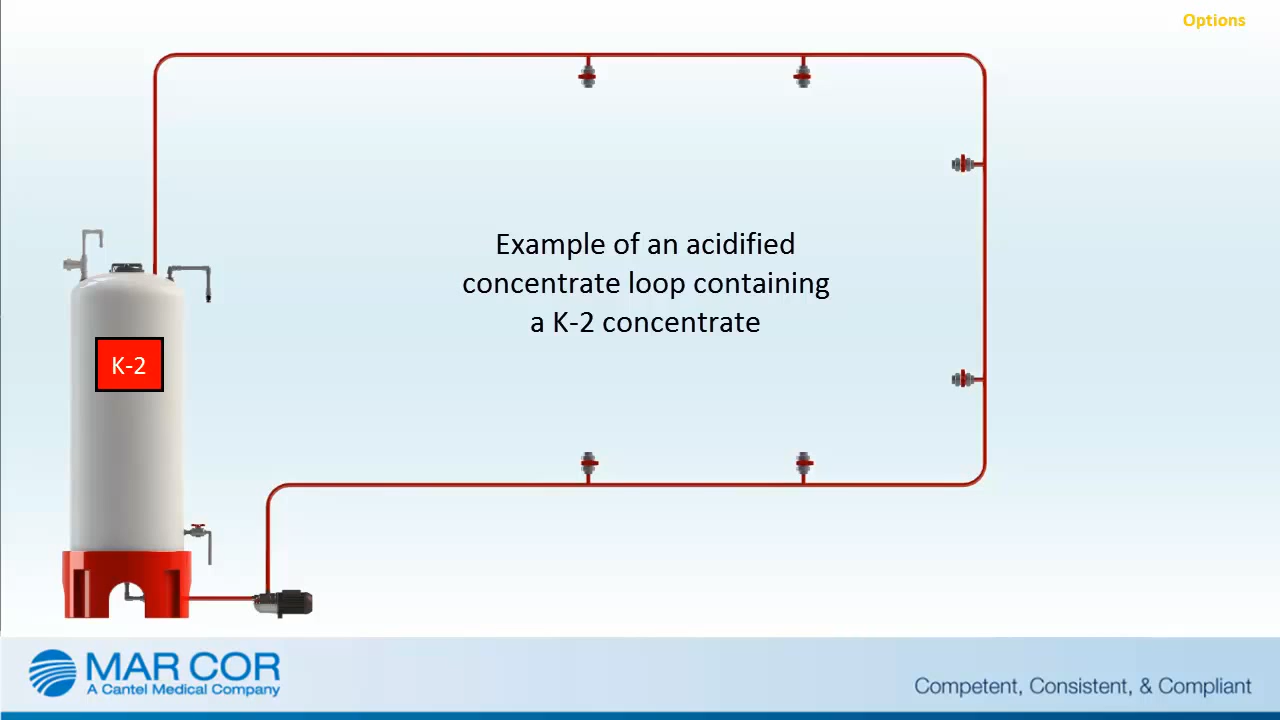 Options
Example of an acidified
concentrate loop containing
a K-2 concentrate
K-2
MAR COR
A Cantel Medical Company
Competent, Consistent, & Compliant